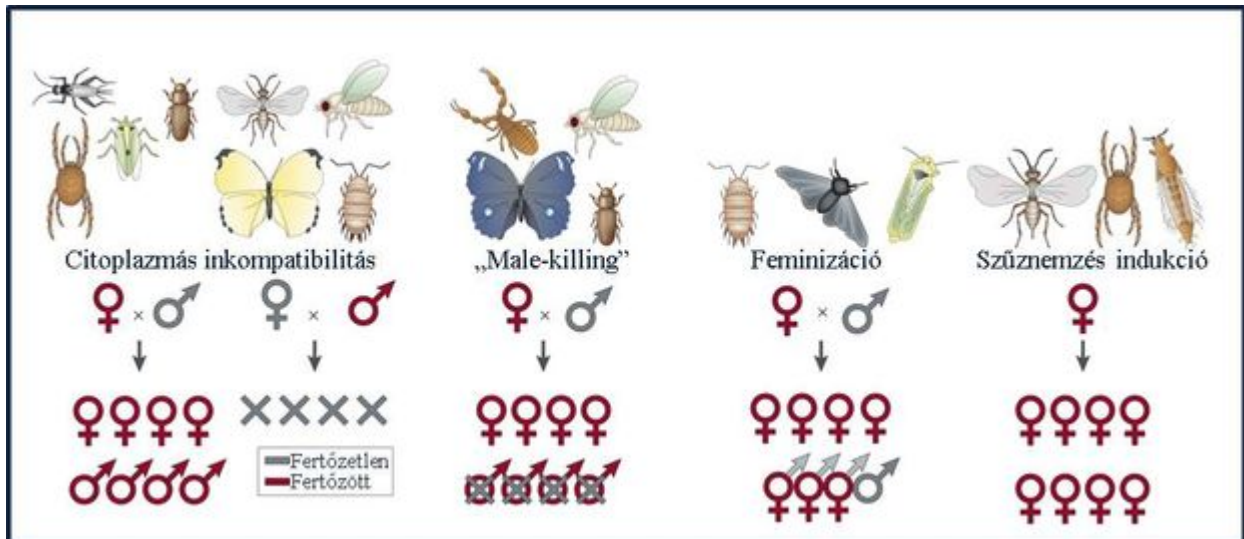 Citoplazmás inkompatibilitás
„Male-killing”
Feminizáció
Szűznemzés indukció
Fertőzetlen
Fertőzött